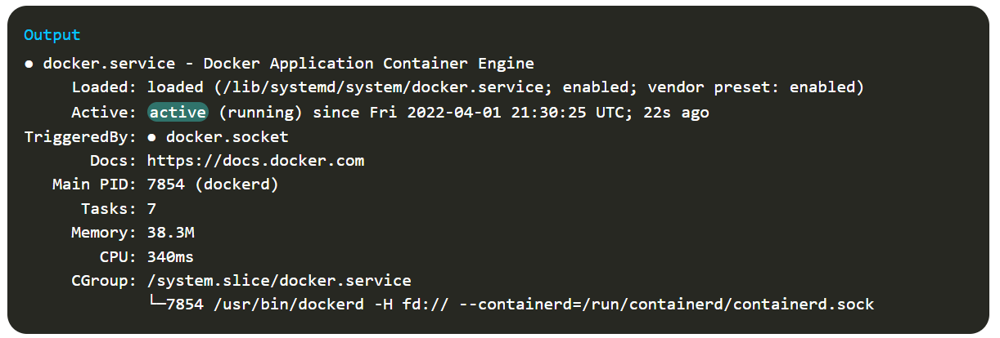 Output
● docker.service - Docker Application Container Engine
Loaded: loaded (/lib/systemd/system/docker.service; enabled; vendor preset: enabled)
Active: active (running) since Fri 2022-04-01 21:30:25 UTC; 22s ago
TriggeredBy: ● docker.socket
Docs: https://docs.docker.com
Main PID: 7854 (dockerd)
Tasks: 7
Memory: 38.3M
CPU: 340ms
CGroup: /system.slice/docker.service
└─7854 /usr/bin/dockerd -H fd:// --containerd=/run/containerd/containerd.sock